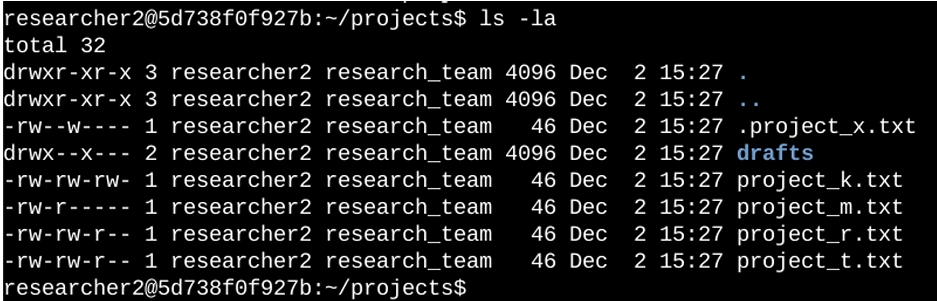 researcher2@5d738f0f927b:~/projects$ ls -la
total 32
drwxr-xr-x 3 researcher2 research_team 4096 Dec  2 15:27 .
drwxr-xr-x 3 researcher2 research_team 4096 Dec  2 15:27 ..
-rw--w---- 1 researcher2 research_team   46 Dec  2 15:27 .project_x.txt
drwx--x--- 2 researcher2 research_team 4096 Dec  2 15:27 drafts
-rw-rw-rw- 1 researcher2 research_team   46 Dec  2 15:27 project_k.txt
-rw-r----- 1 researcher2 research_team   46 Dec  2 15:27 project_m.txt
-rw-rw-r-- 1 researcher2 research_team   46 Dec  2 15:27 project_r.txt
-rw-rw-r-- 1 researcher2 research_team   46 Dec  2 15:27 project_t.txt
researcher2@5d738f0f927b:~/projects$